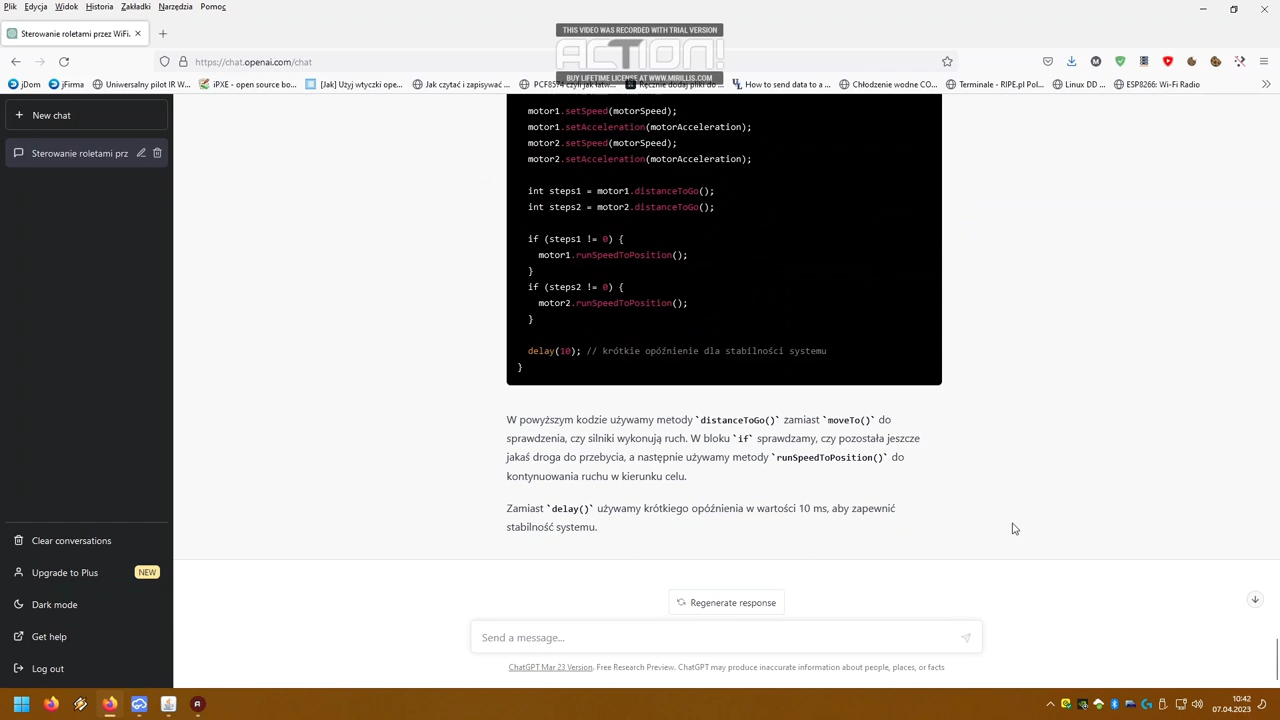 Plik Edycja Widok Zakładki Narzędzia Pomoc
THIS VIDEO WAS RECORDED WITH TRIAL VERSION
ACTION!
BUY LIFETIME LICENSE AT WWW.MIRILLIS.COM
Sterowanie roletami przez WiFi.
https://chat.openai.com/chat
Dom
jFirma
Uniwersalny pilot IR W...
iPXE - open source bo...
[Jak] Użyj wtyczki ope...
Jak czytać i zapisywać ...
PCF8574 czyli jak łatw...
Ręcznie dodaj pliki do ...
How to send data to a ...
Chłodzenie wodne CO...
Terminale - RIPE.pl Pol...
Linux DD ...
ESP8266: Wi-Fi Radio
New chat
Sterowanie roletami prz
motor1.setSpeed(motorSpeed);
motor1.setAcceleration(motorAcceleration);
motor2.setSpeed(motorSpeed);
motor2.setAcceleration(motorAcceleration);
int steps1 = motor1.distanceToGo();
int steps2 = motor2.distanceToGo();
if (steps1 != 0) {
motor1.runSpeedToPosition();
}
if (steps2 != 0) {
motor2.runSpeedToPosition();
}
delay(10); // krótkie opóźnienie dla stabilności systemu
}
W powyższym kodzie używamy metody `distanceToGo()` zamiast `moveTo()` do
sprawdzenia, czy silniki wykonują ruch. W bloku `if` sprawdzamy, czy pozostała jeszcze
jakaś droga do przebycia, a następnie używamy metody `runSpeedToPosition()` do
kontynuowania ruchu w kierunku celu.
Zamiast `delay()` używamy krótkiego opóźnienia w wartości 10 ms, aby zapewnić
stabilność systemu.
Clear conversations
Upgrade to Plus NEW
Dark mode
Get help
Log out
Regenerate response
Send a message...
ChatGPT Mar 23 Version. Free Research Preview. ChatGPT may produce inaccurate information about people, places, or facts
10:42
07.04.2023